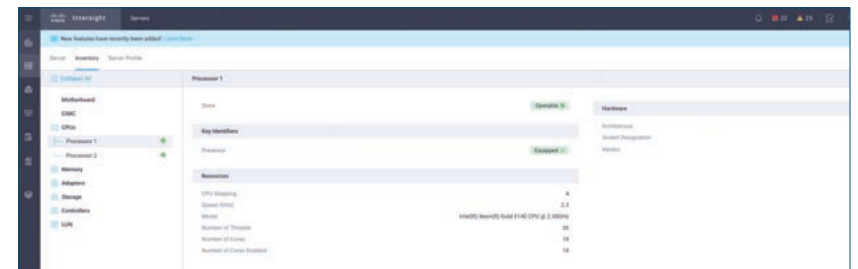 cisco Intersight Servers
New features have recently been added! Learn More
Server Inventory Server Profile
Collapse All
Motherboard
CIMC
CPUs
Processor 1
Processor 2
Memory
Adapters
Storage
Controllers
LUN
Processor 1
State Operable
Key Identifiers
Presence Equipped
Resources
CPU Stepping 4
Speed (GHz) 2.3
Model Intel(R) Xeon(R) Gold 6140 CPU @ 2.30GHz
Number of Threads 36
Number of Cores 18
Number of Cores Enabled 18
Hardware
Architecture
Socket Designation
Vendor